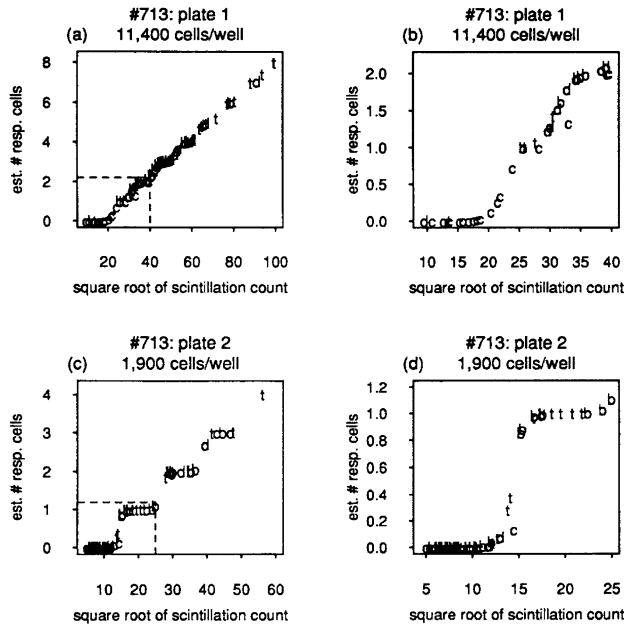 #713: plate 1
(a) 11,400 cells/well
est. # resp. cells
8
6
4
2
0
20 40 60 80 100
square root of scintillation count
#713: plate 1
(b) 11,400 cells/well
est. # resp. cells
2.0
1.5
1.0
0.5
0.0
10 15 20 25 30 35 40
square root of scintillation count
#713: plate 2
(c) 1,900 cells/well
est. # resp. cells
4
3
2
1
0
10 20 30 40 50 60
square root of scintillation count
#713: plate 2
(d) 1,900 cells/well
est. # resp. cells
1.2
1.0
0.8
0.6
0.4
0.2
0.0
5 10 15 20 25
square root of scintillation count